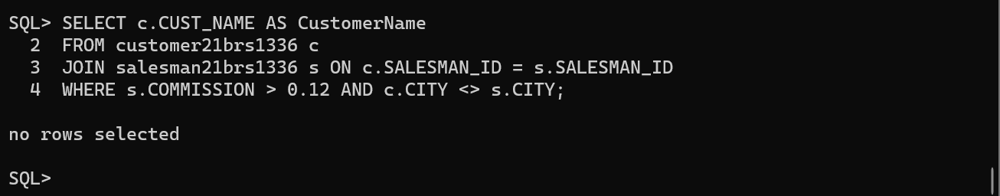 SQL> SELECT c.CUST_NAME AS CustomerName
  2  FROM customer21brs1336 c
  3  JOIN salesman21brs1336 s ON c.SALESMAN_ID = s.SALESMAN_ID
  4  WHERE s.COMMISSION > 0.12 AND c.CITY <> s.CITY;
no rows selected
SQL>